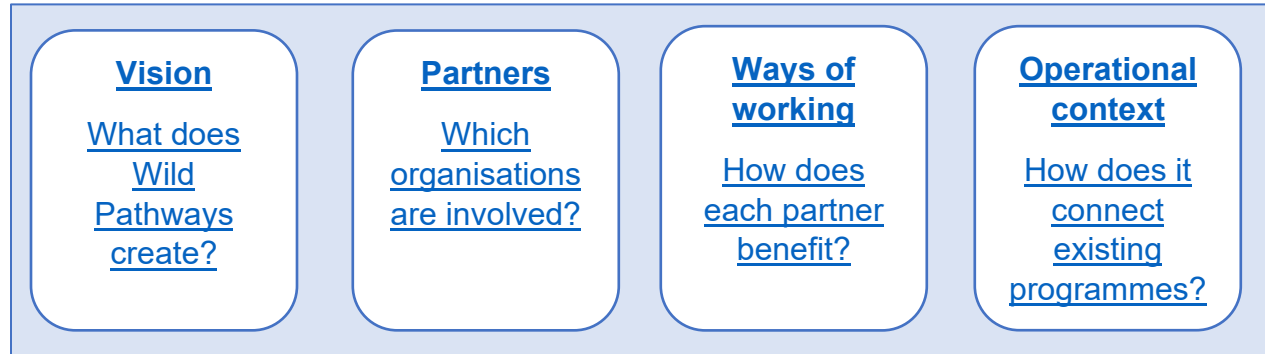 Vision
What does
Wild
Pathways
create?
Partners
Which
organisations
are involved?
Ways of
working
How does
each partner
benefit?
Operational
context
How does it
connect
existing
programmes?